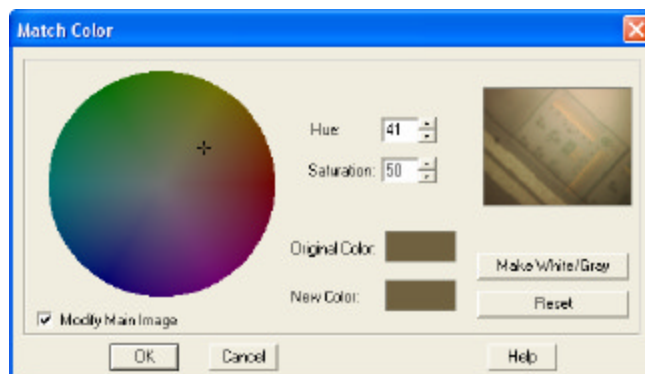 Match Color
Hue: 41
Saturation: 50
Original Color:
Make White/Gray
New Color:
Reset
Modify Main Image
OK
Cancel
Help